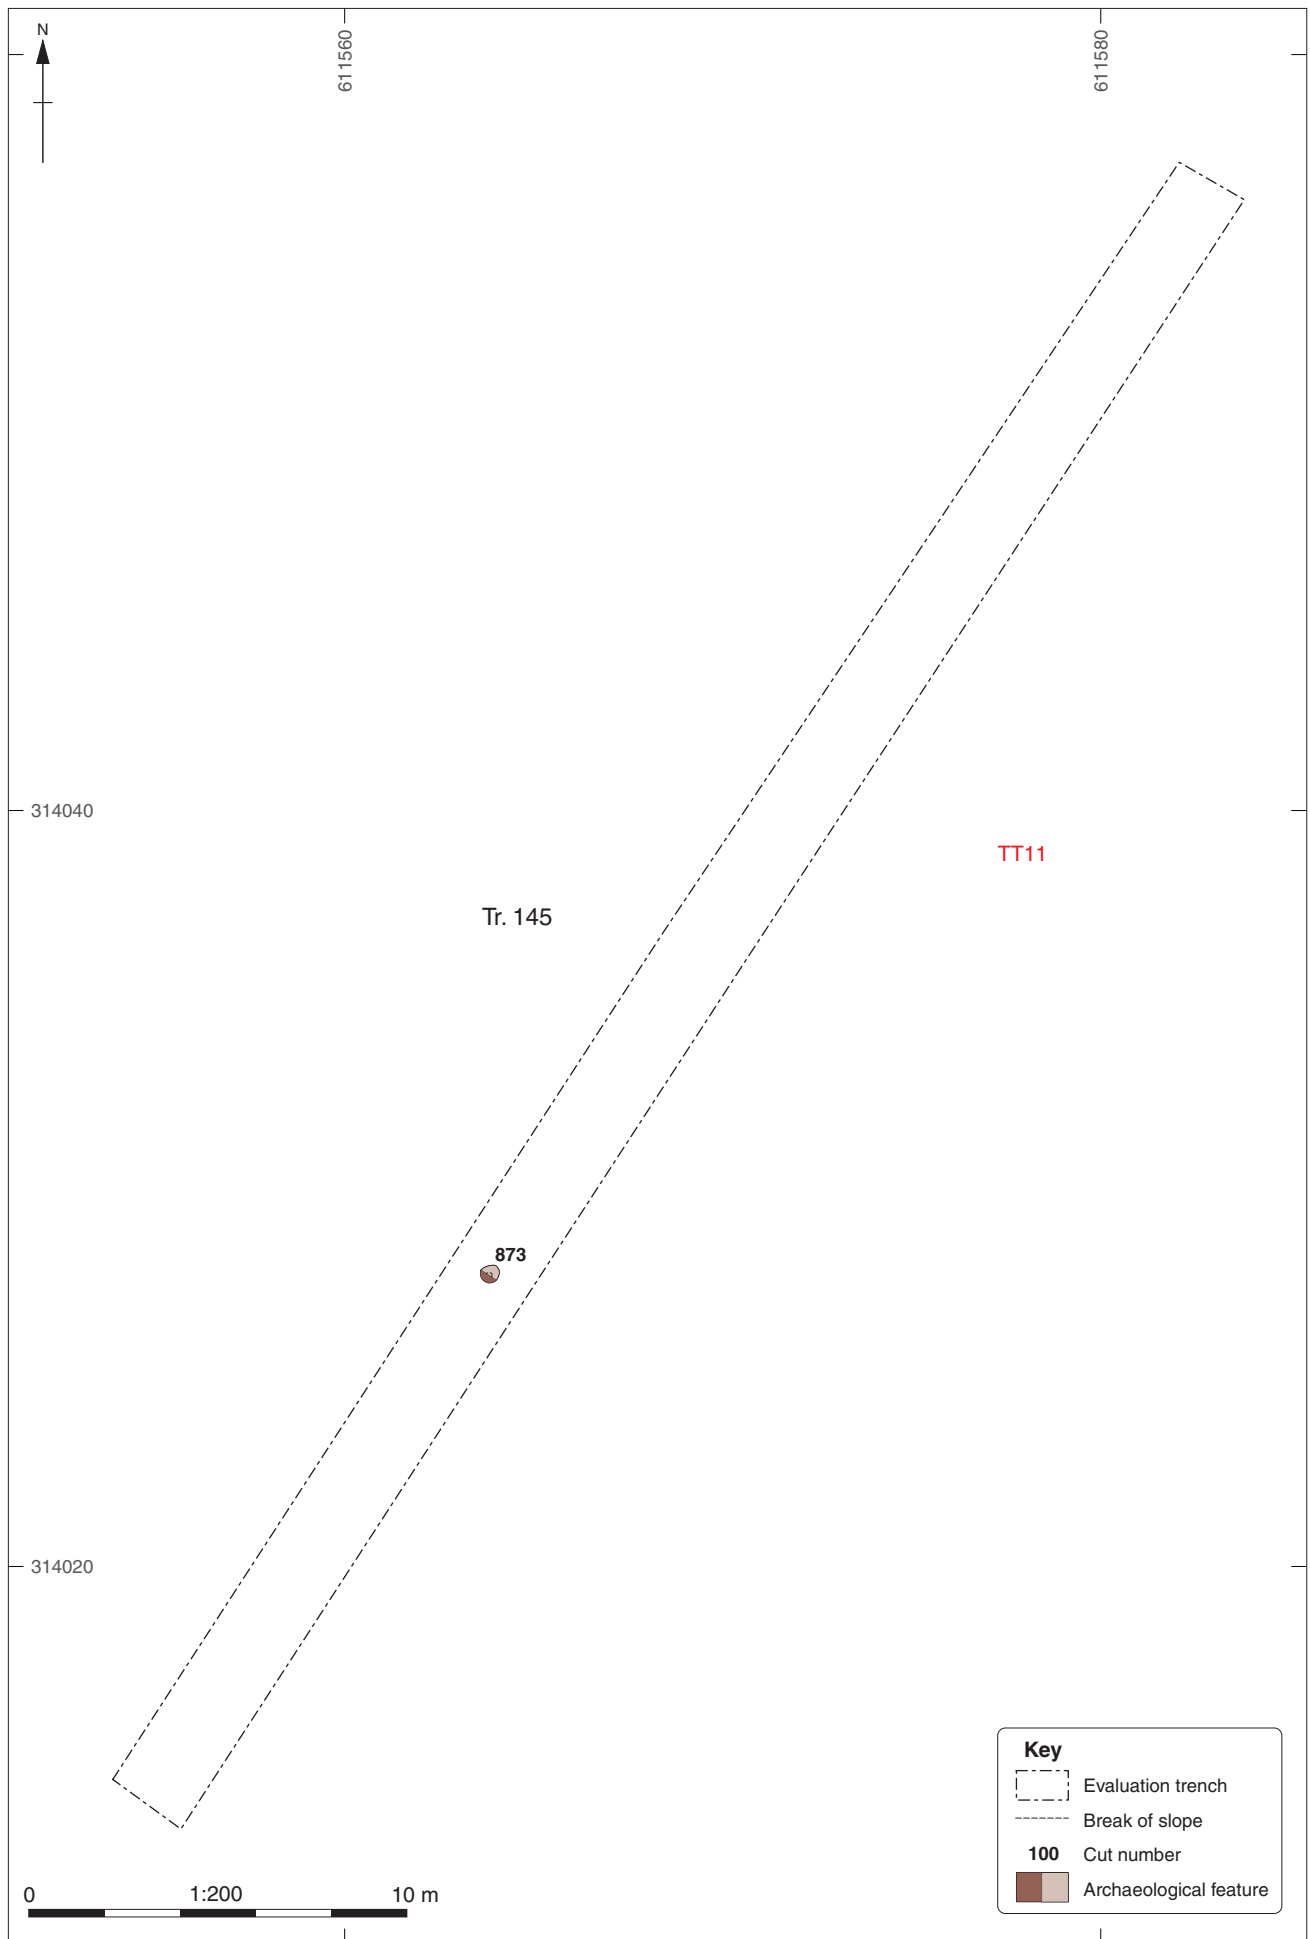 N
611560
611580
314040
TT11
Tr. 145
873
314020
Key
Evaluation trench
Break of slope
100 Cut number
Archaeological feature
0 1:200 10 m